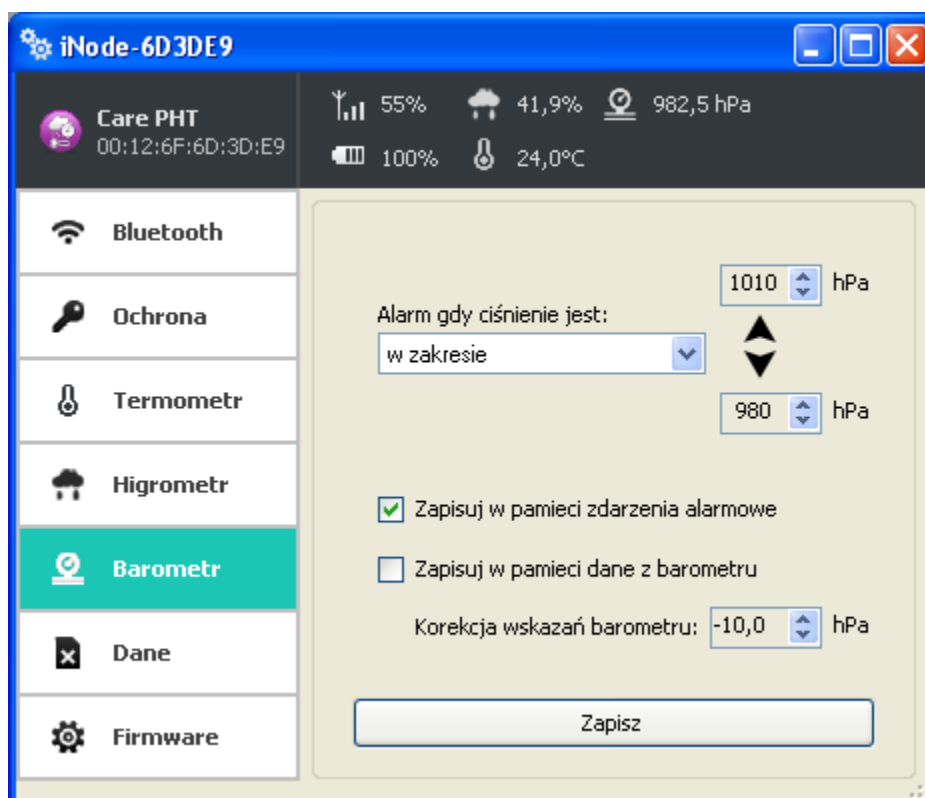 iNode-6D3DE9
Care PHT
00:12:6F:6D:3D:E9
55% 41,9% 982,5 hPa
100% 24,0°C
Bluetooth
Ochrona
Termometr
Higrometr
Barometr
Dane
Firmware
1010 hPa
Alarm gdy ciśnienie jest:
w zakresie
980 hPa
Zapisuj w pamieci zdarzenia alarmowe
Zapisuj w pamieci dane z barometru
Korekcja wskazań barometru: -10,0 hPa
Zapisz